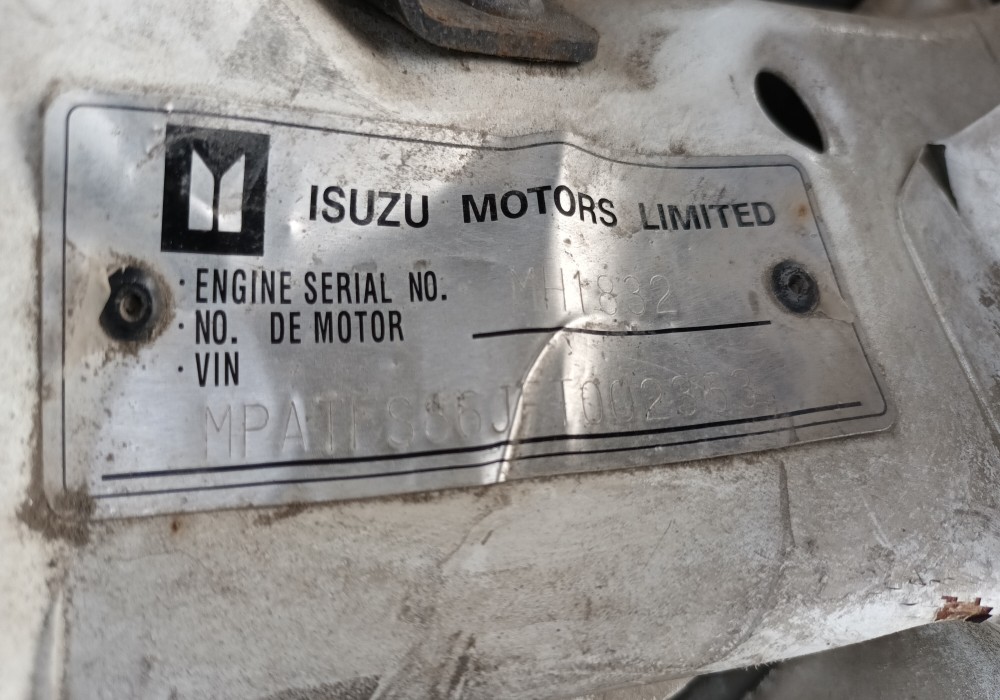 ISUZU MOTORS LIMITED
· ENGINE SERIAL NO. MH1832
· NO. DE MOTOR
· VIN